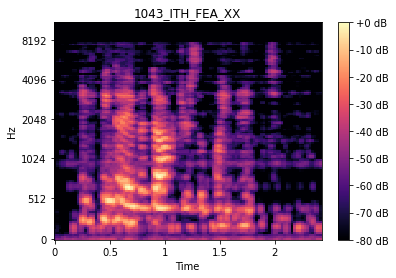 1043_ITH_FEA_XX
8192
4096
2048
1024
512
0
Hz
0
0.5
1
1.5
2
Time
+0 dB
-10 dB
-20 dB
-30 dB
-40 dB
-50 dB
-60 dB
-70 dB
-80 dB